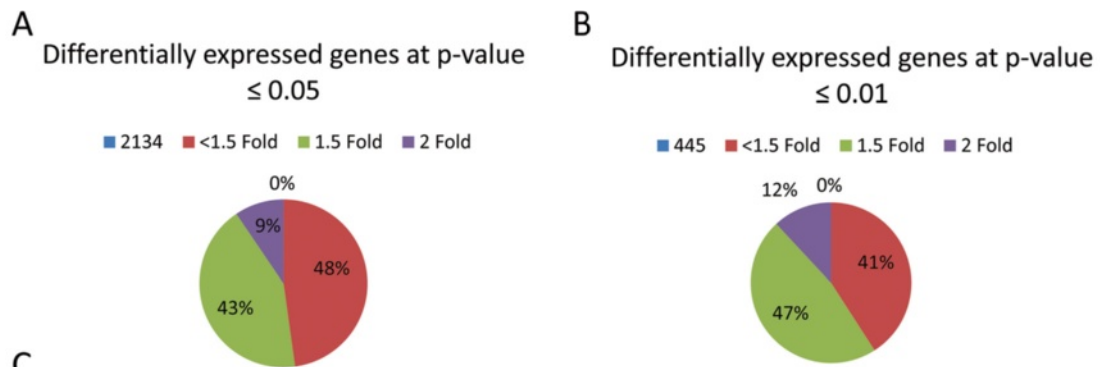 A
Differentially expressed genes at p-value
≤ 0.05
2134 <1.5 Fold 1.5 Fold 2 Fold
0%
9%
48%
43%
B
Differentially expressed genes at p-value
≤ 0.01
445 <1.5 Fold 1.5 Fold 2 Fold
12% 0%
41%
47%
C